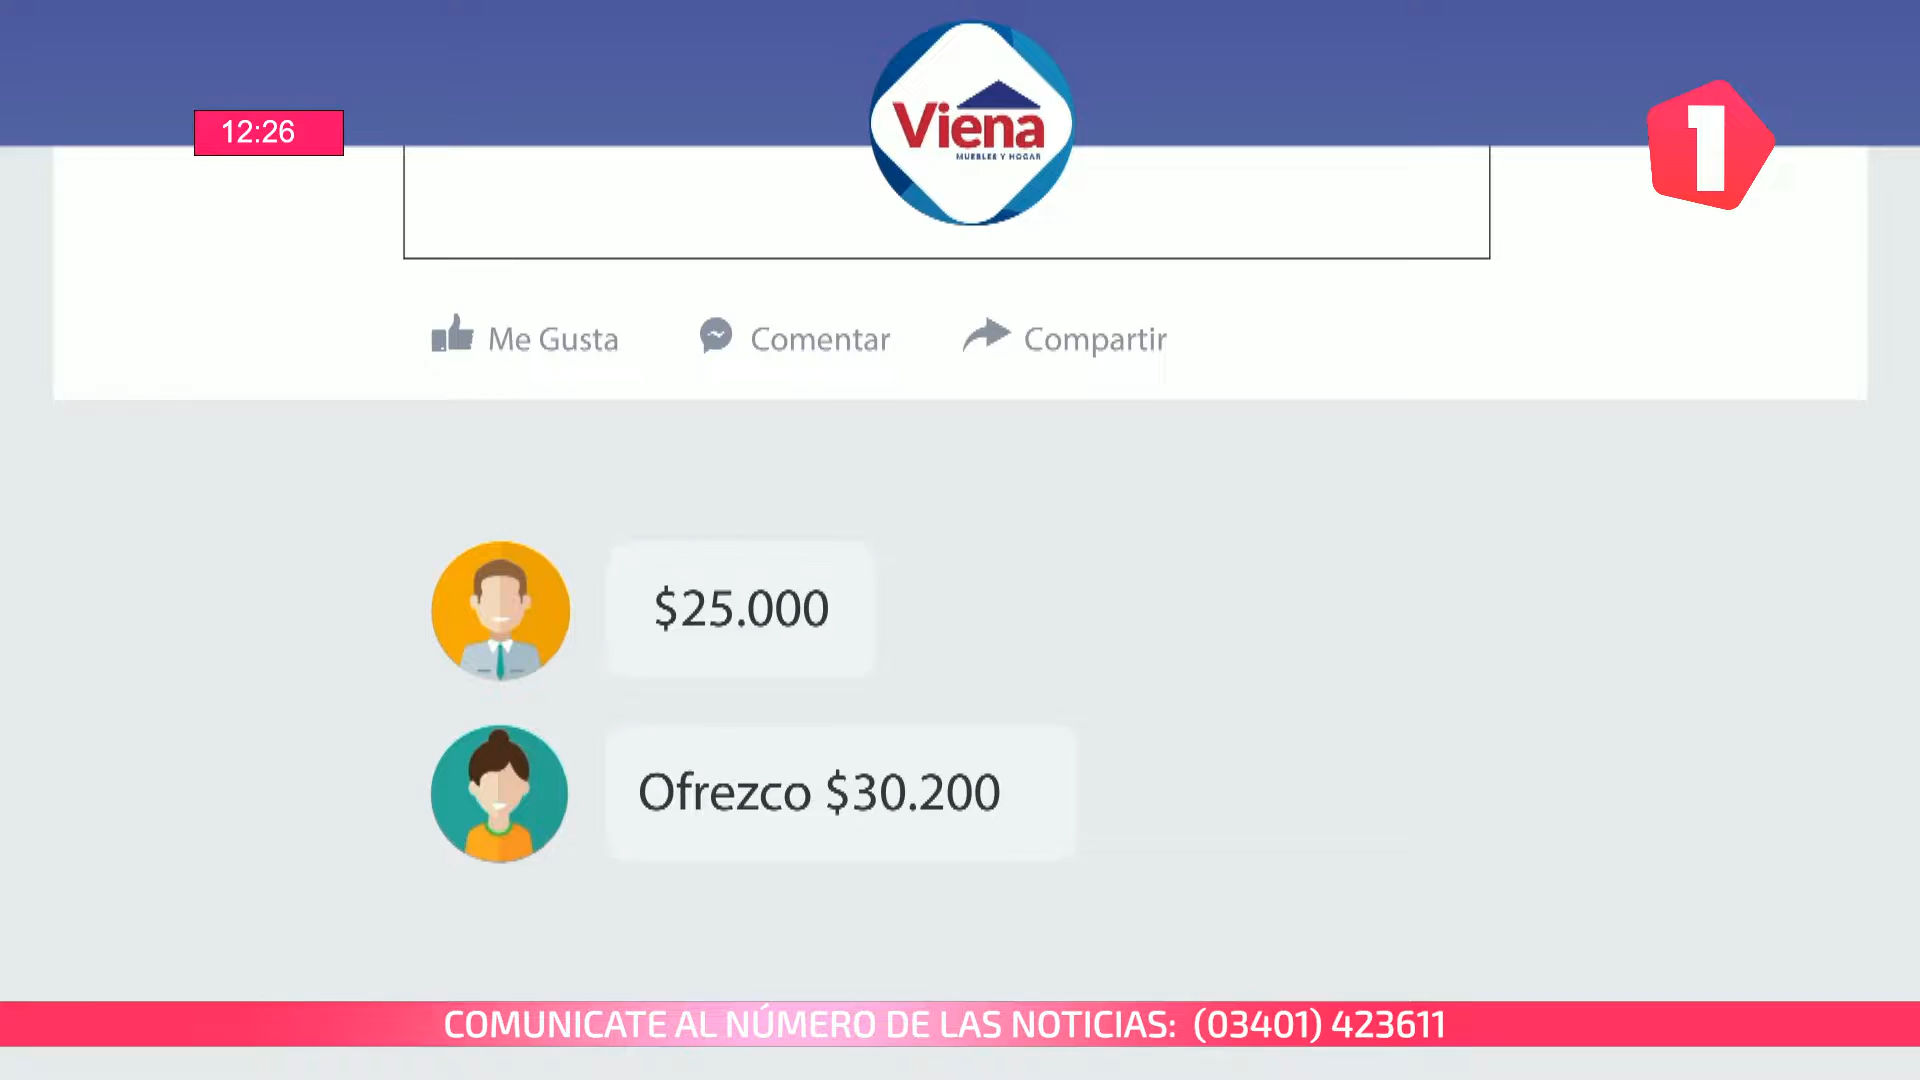 Viena
MUEBLES Y HOGAR
12:26
1
Me Gusta
Comentar
Compartir
$25.000
Ofrezco $30.200
COMUNICATE AL NÚMERO DE LAS NOTICIAS: (03401) 423611